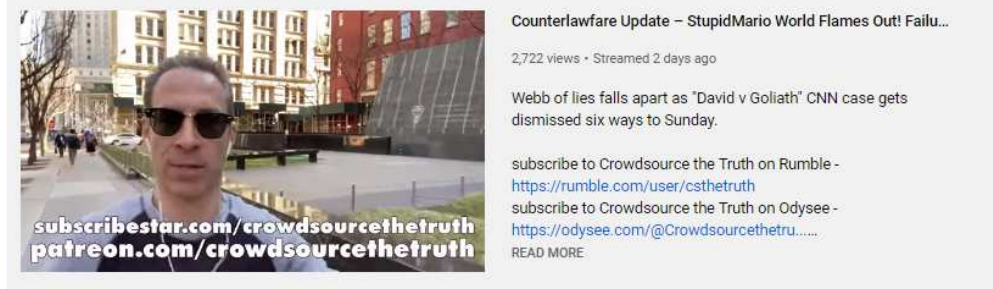 subscribestar.com/crowdsourcethetruth
patreon.com/crowdsourcethetruth
Counterlawfare Update – StupidMario World Flames Out! Failu...
2,722 views • Streamed 2 days ago
Webb of lies falls apart as "David v Goliath" CNN case gets
dismissed six ways to Sunday.
subscribe to Crowdsource the Truth on Rumble -
https://rumble.com/user/csthetruth
subscribe to Crowdsource the Truth on Odysee -
https://odysee.com/@Crowdsourcethetru......
READ MORE